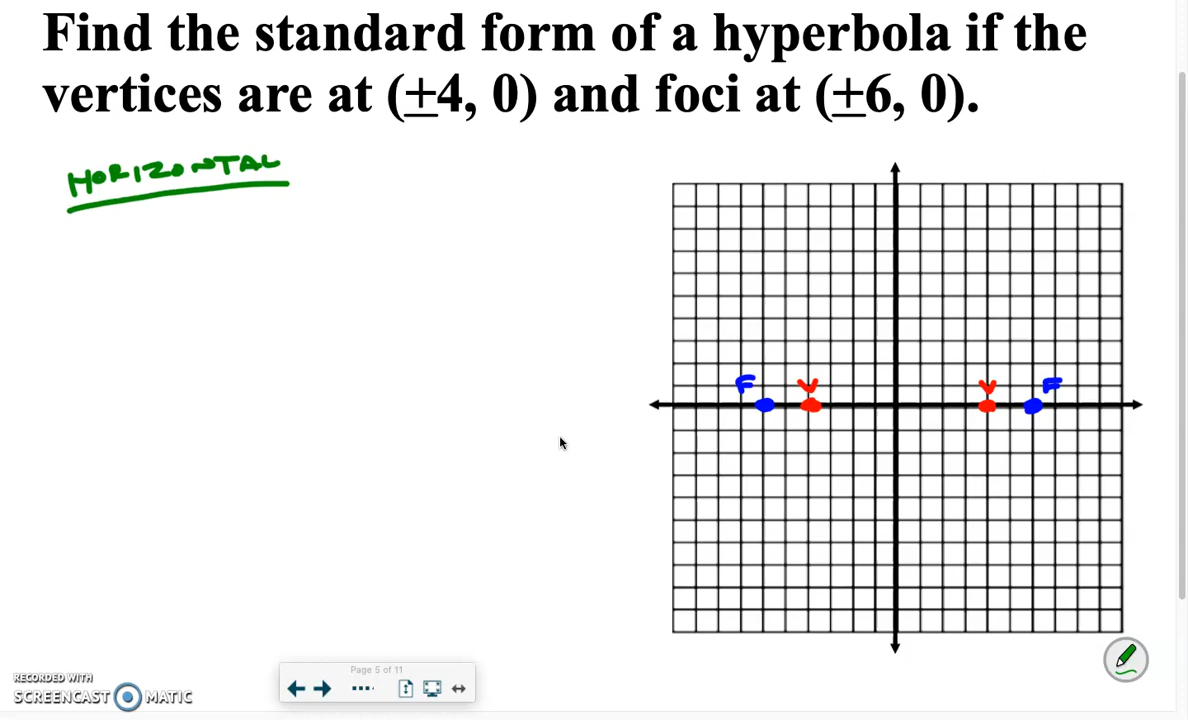 Find the standard form of a hyperbola if the
vertices are at (±4, 0) and foci at (±6, 0).
HORIZONTAL
F V V F
Page 5 of 11
RECORDED WITH
SCREENCAST MATIC